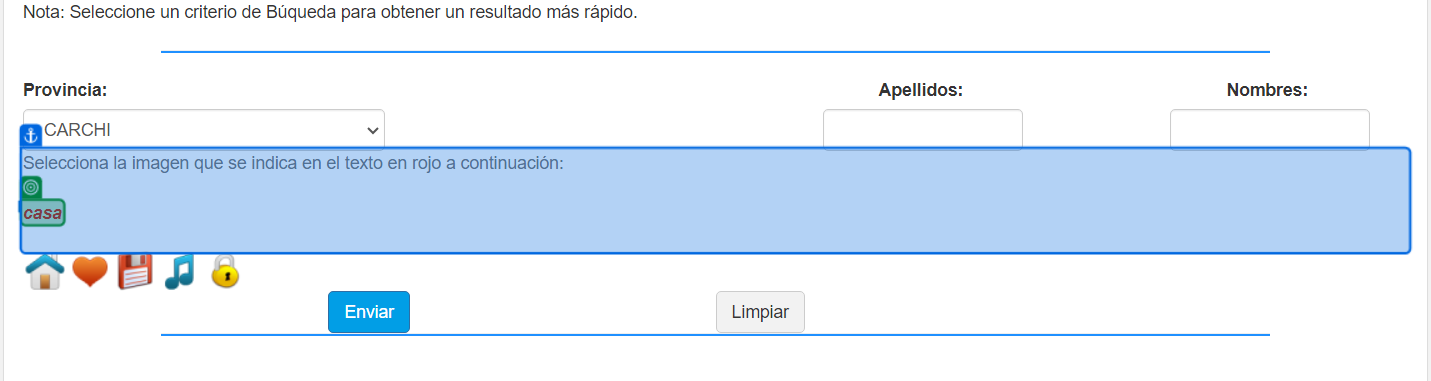 Nota: Seleccione un criterio de Búqueda para obtener un resultado más rápido.
Provincia: Apellidos: Nombres:
CARCHI
Selecciona la imagen que se indica en el texto en rojo a continuación:
casa
Enviar Limpiar